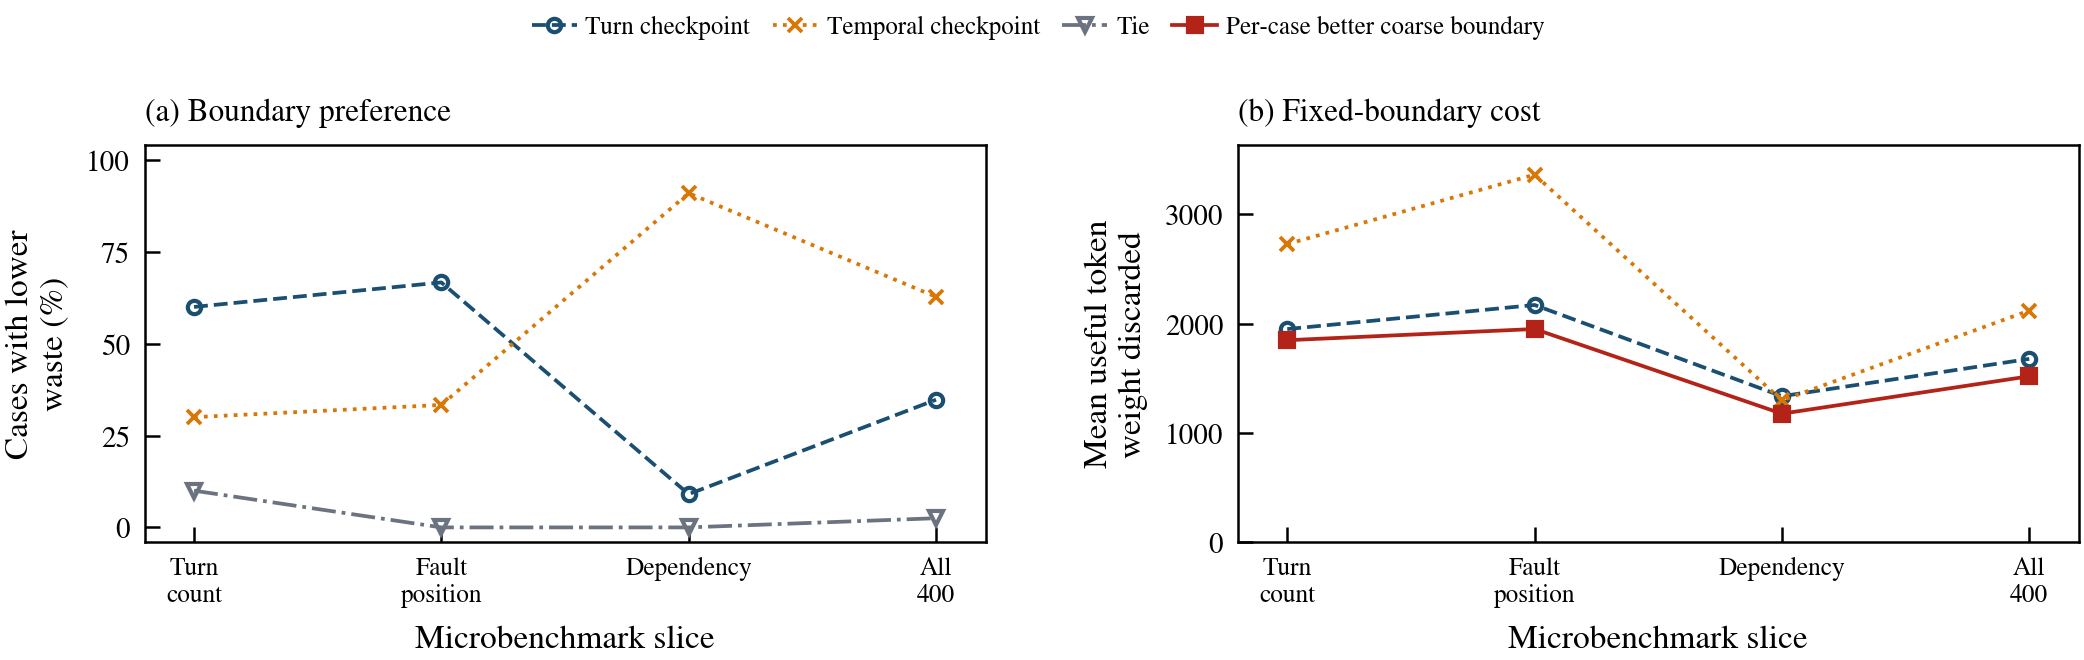 Turn checkpoint Temporal checkpoint Tie Per-case better coarse boundary
(a) Boundary preference
Cases with lower
waste (%)
100
75
50
25
0
Turn
count
Fault
position
Dependency
All
400
Microbenchmark slice
(b) Fixed-boundary cost
Mean useful token
weight discarded
3000
2000
1000
0
Turn
count
Fault
position
Dependency
All
400
Microbenchmark slice